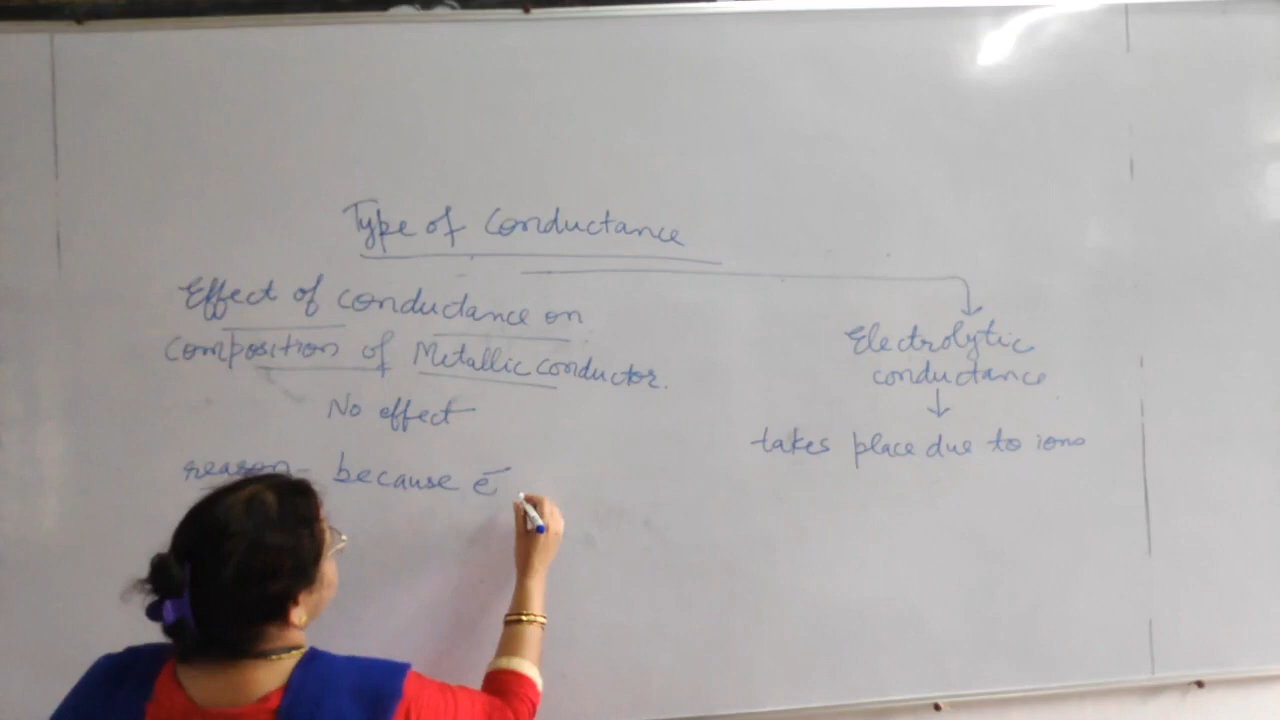 Type of Conductance
Effect of conductance on
composition of Metallic conductor.
No effect
reason - because e⁻
Electrolytic
conductance
takes place due to ions